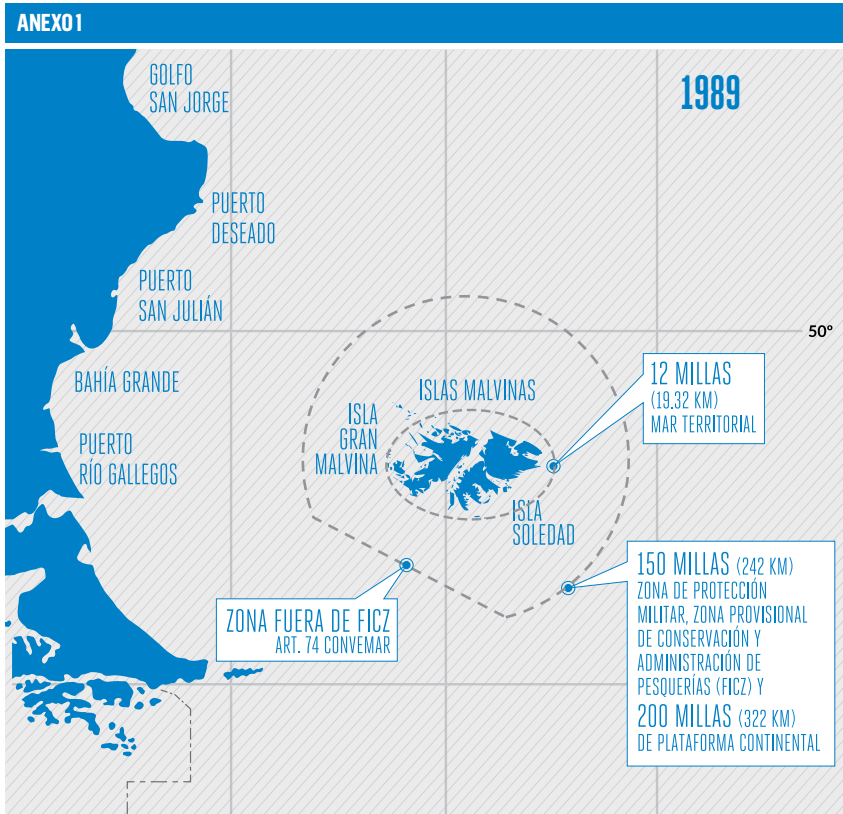 ANEXO 1
GOLFO
SAN JORGE
1989
PUERTO
DESEADO
PUERTO
SAN JULIÁN
50º
BAHÍA GRANDE
ISLAS MALVINAS
12 MILLAS
(19,32 KM)
MAR TERRITORIAL
ISLA
GRAN
MALVINA
PUERTO
RÍO GALLEGOS
ISLA
SOLEDAD
150 MILLAS (242 KM)
ZONA DE PROTECCIÓN
MILITAR, ZONA PROVISIONAL
DE CONSERVACIÓN Y
ADMINISTRACIÓN DE
PESQUERÍAS (FICZ) Y
200 MILLAS (322 KM)
DE PLATAFORMA CONTINENTAL
ZONA FUERA DE FICZ
ART. 74 CONVEMAR